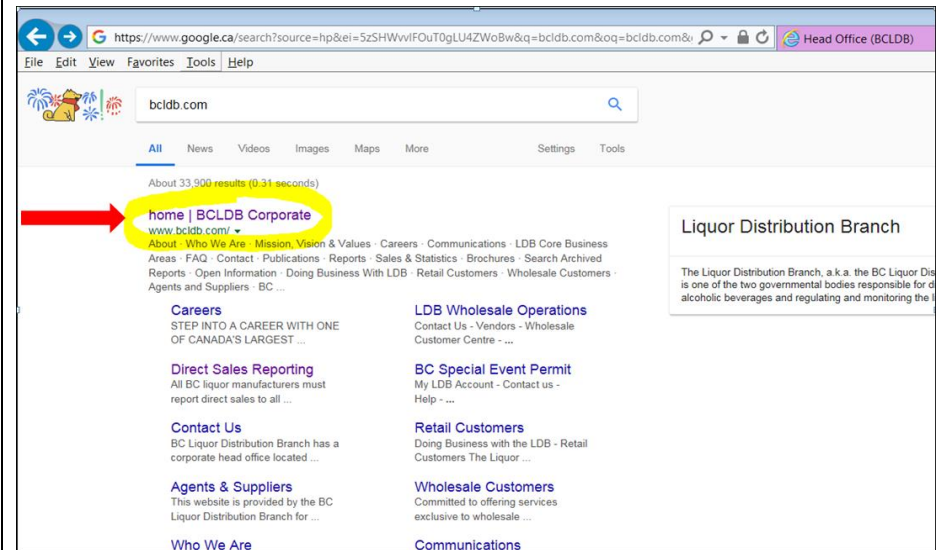 https://www.google.ca/search?source=hp&ei=5zSHWvvIFOuT0gLU4ZWoBw&q=bcldb.com&oq=bcldb.com& Head Office (BCLDB)
File Edit View Favorites Tools Help
bcldb.com
All News Videos Images Maps More Settings Tools
About 33,900 results (0.31 seconds)
home | BCLDB Corporate
www.bcldb.com/
About · Who We Are · Mission, Vision & Values · Careers · Communications · LDB Core Business
Areas · FAQ · Contact · Publications · Reports · Sales & Statistics · Brochures · Search Archived
Reports · Open Information · Doing Business With LDB · Retail Customers · Wholesale Customers ·
Agents and Suppliers · BC ...
Careers
STEP INTO A CAREER WITH ONE
OF CANADA'S LARGEST ...
LDB Wholesale Operations
Contact Us - Vendors - Wholesale
Customer Centre - ...
Direct Sales Reporting
All BC liquor manufacturers must
report direct sales to all ...
BC Special Event Permit
My LDB Account - Contact us -
Help - ...
Contact Us
BC Liquor Distribution Branch has a
corporate head office located ...
Retail Customers
Doing Business with the LDB - Retail
Customers The Liquor ...
Agents & Suppliers
This website is provided by the BC
Liquor Distribution Branch for ...
Wholesale Customers
Committed to offering services
exclusive to wholesale ...
Who We Are
Communications
Liquor Distribution Branch
The Liquor Distribution Branch, a.k.a. the BC Liquor Dis
is one of the two governmental bodies responsible for d
alcoholic beverages and regulating and monitoring the l